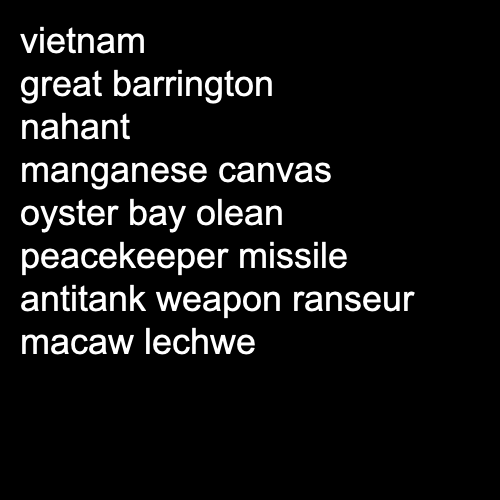 vietnam
great barrington
nahant
manganese canvas
oyster bay olean
peacekeeper missile
antitank weapon ranseur
macaw lechwe